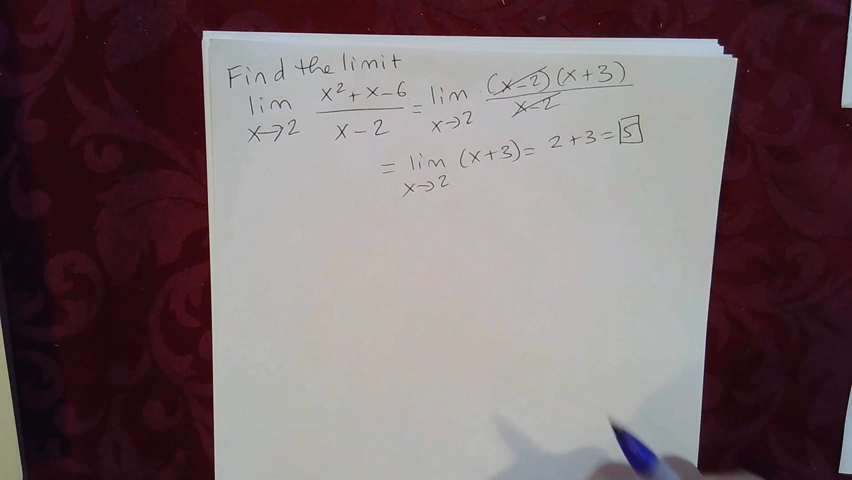 Find the limit
lim x→2 (x²+x-6)/(x-2) = lim x→2 ((x-2)(x+3))/(x-2)
= lim x→2 (x+3) = 2+3 = 5